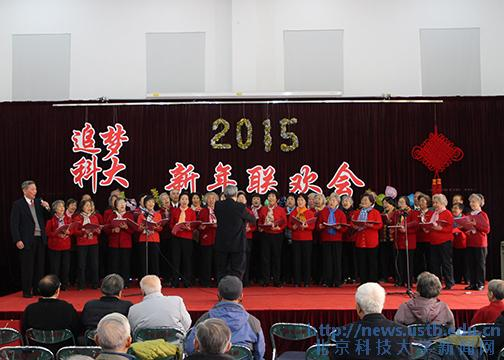 2015
追梦
科大
新年联欢会
http://news.ustb.edu.cn
北京科技大学新闻网